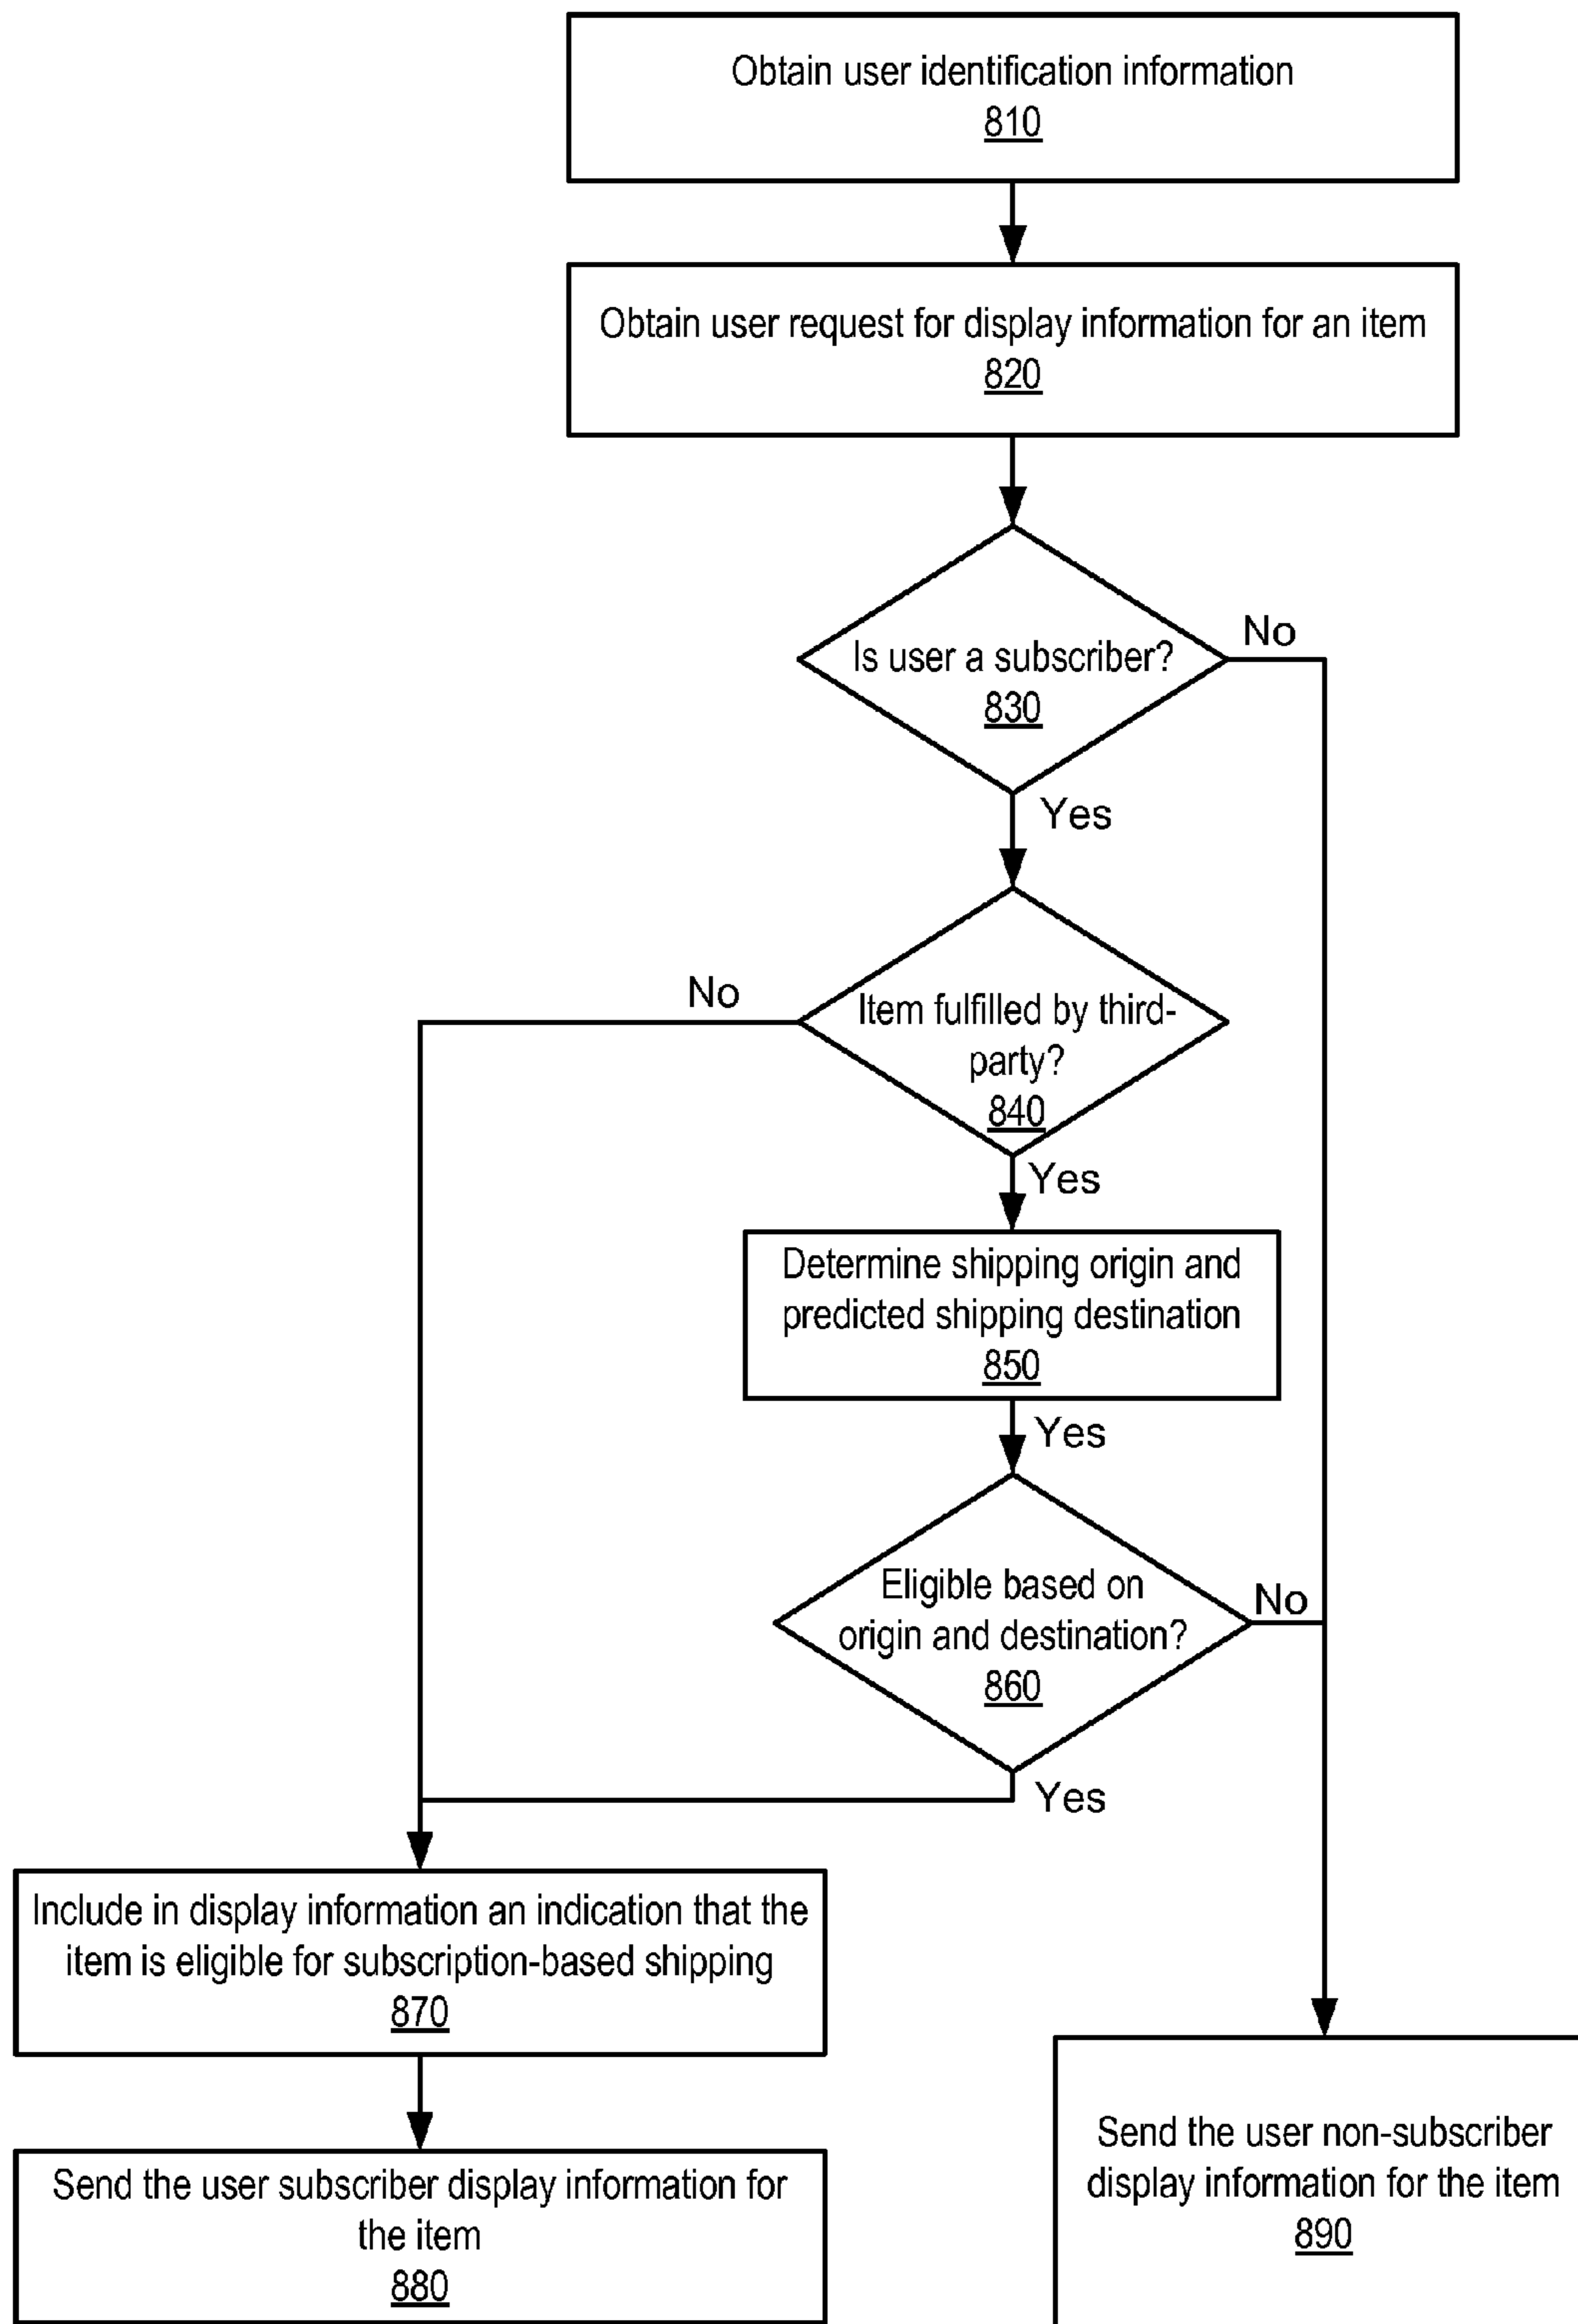 Obtain user identification information
810
Obtain user request for display information for an item
820
Is user a subscriber?
830
No
Yes
No
Item fulfilled by third-
party?
840
Yes
Determine shipping origin and
predicted shipping destination
850
Yes
Eligible based on
origin and destination?
860
No
Yes
Include in display information an indication that the
item is eligible for subscription-based shipping
870
Send the user subscriber display information for
the item
880
Send the user non-subscriber
display information for the item
890